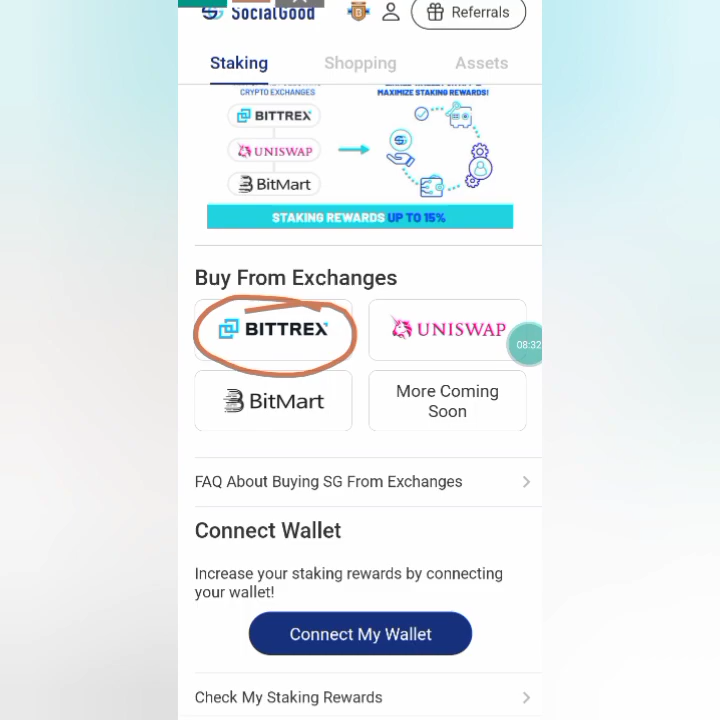 SocialGood
Referrals
Staking
Shopping
Assets
CRYPTO EXCHANGES
MAXIMIZE STAKING REWARDS!
BITTREX
UNISWAP
BitMart
STAKING REWARDS UP TO 15%
Buy From Exchanges
BITTREX
UNISWAP
08:32
BitMart
More Coming
Soon
FAQ About Buying SG From Exchanges
Connect Wallet
Increase your staking rewards by connecting
your wallet!
Connect My Wallet
Check My Staking Rewards